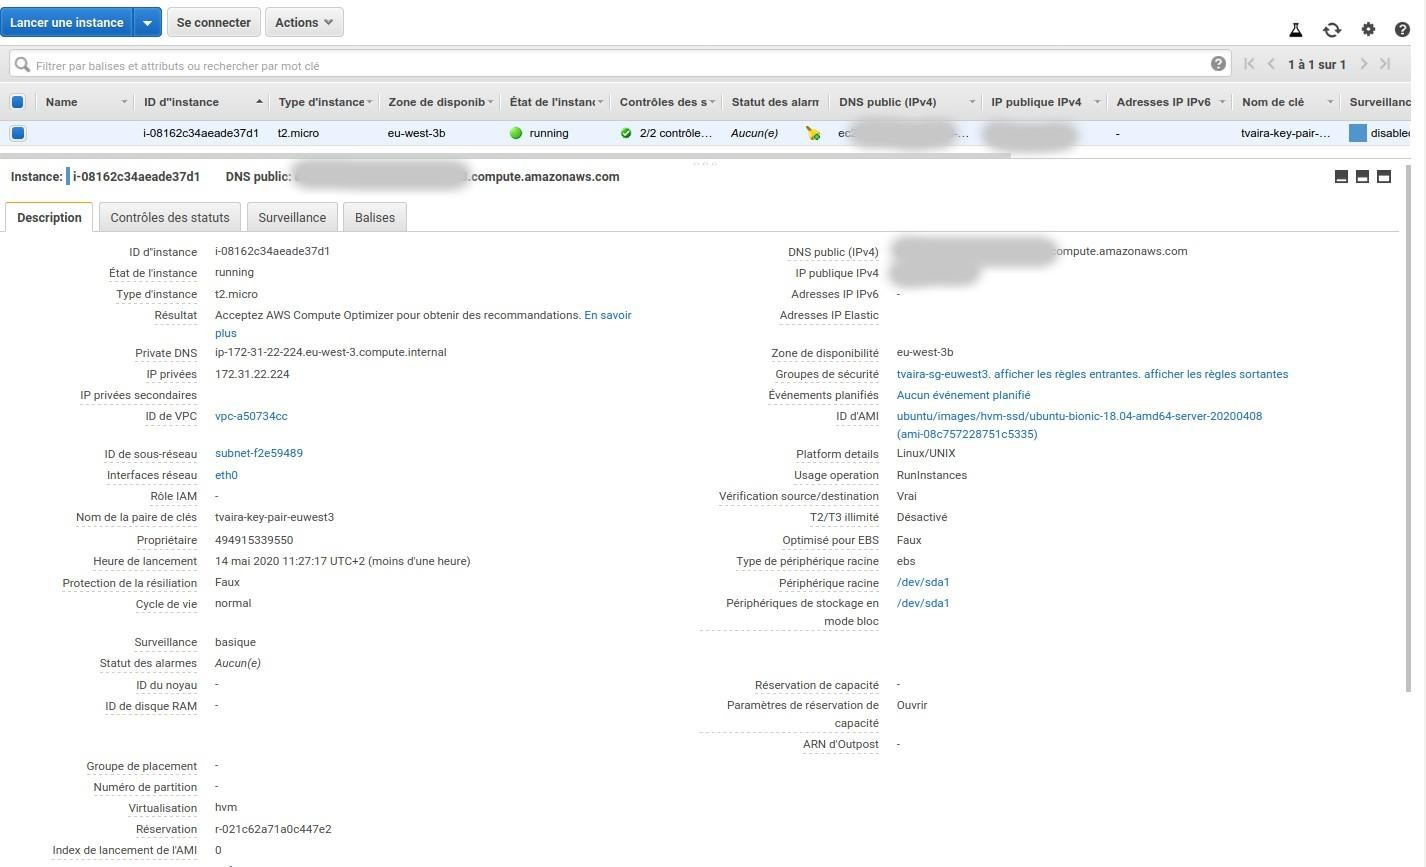 Lancer une instance
Se connecter
Actions
Filtrer par balises et attributs ou rechercher par mot clé
1 à 1 sur 1
Name ID d"instance Type d'instance Zone de disponib État de l'instanc Contrôles des s Statut des alarm DNS public (IPv4) IP publique IPv4 Adresses IP IPv6 Nom de clé Surveillanc
i-08162c34aeade37d1 t2.micro eu-west-3b running 2/2 contrôle... Aucun(e) - tvaira-key-pair-... disabled
Instance: i-08162c34aeade37d1 DNS public: .compute.amazonaws.com
Description Contrôles des statuts Surveillance Balises
ID d"instance i-08162c34aeade37d1
État de l'instance running
Type d'instance t2.micro
Résultat Acceptez AWS Compute Optimizer pour obtenir des recommandations. En savoir
plus
Private DNS ip-172-31-22-224.eu-west-3.compute.internal
IP privées 172.31.22.224
IP privées secondaires
ID de VPC vpc-a50734cc
ID de sous-réseau subnet-f2e59489
Interfaces réseau eth0
Rôle IAM -
Nom de la paire de clés tvaira-key-pair-euwest3
Propriétaire 494915339550
Heure de lancement 14 mai 2020 11:27:17 UTC+2 (moins d'une heure)
Protection de la résiliation Faux
Cycle de vie normal
Surveillance basique
Statut des alarmes Aucun(e)
ID du noyau -
ID de disque RAM -
Groupe de placement -
Numéro de partition -
Virtualisation hvm
Réservation r-021c62a71a0c447e2
Index de lancement de l'AMI 0
DNS public (IPv4) compute.amazonaws.com
IP publique IPv4
Adresses IP IPv6 -
Adresses IP Elastic
Zone de disponibilité eu-west-3b
Groupes de sécurité tvaira-sg-euwest3. afficher les règles entrantes. afficher les règles sortantes
Événements planifiés Aucun événement planifié
ID d'AMI ubuntu/images/hvm-ssd/ubuntu-bionic-18.04-amd64-server-20200408
(ami-08c757228751c5335)
Platform details Linux/UNIX
Usage operation RunInstances
Vérification source/destination Vrai
T2/T3 illimité Désactivé
Optimisé pour EBS Faux
Type de périphérique racine ebs
Périphérique racine /dev/sda1
Périphériques de stockage en /dev/sda1
mode bloc
Réservation de capacité -
Paramètres de réservation de Ouvrir
capacité
ARN d'Outpost -